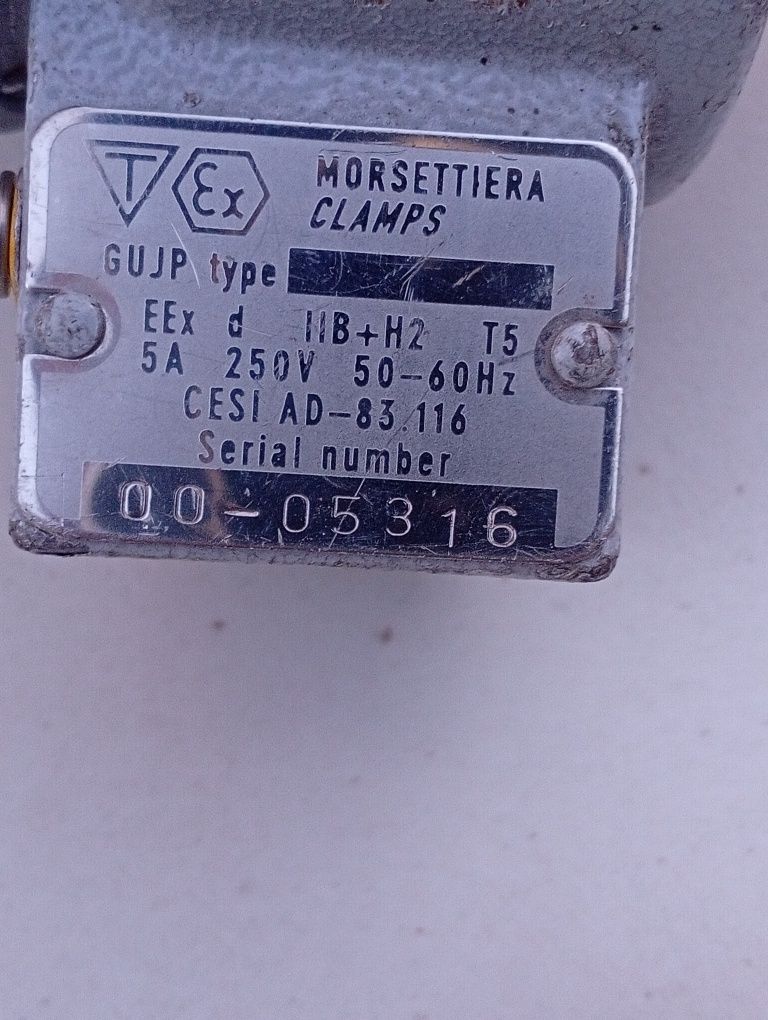 T Ex MORSETTIERA
CLAMPS
GUJP type
EEx d IIB+H2 T5
5A 250V 50-60Hz
CESI AD-83.116
Serial number
00-05316